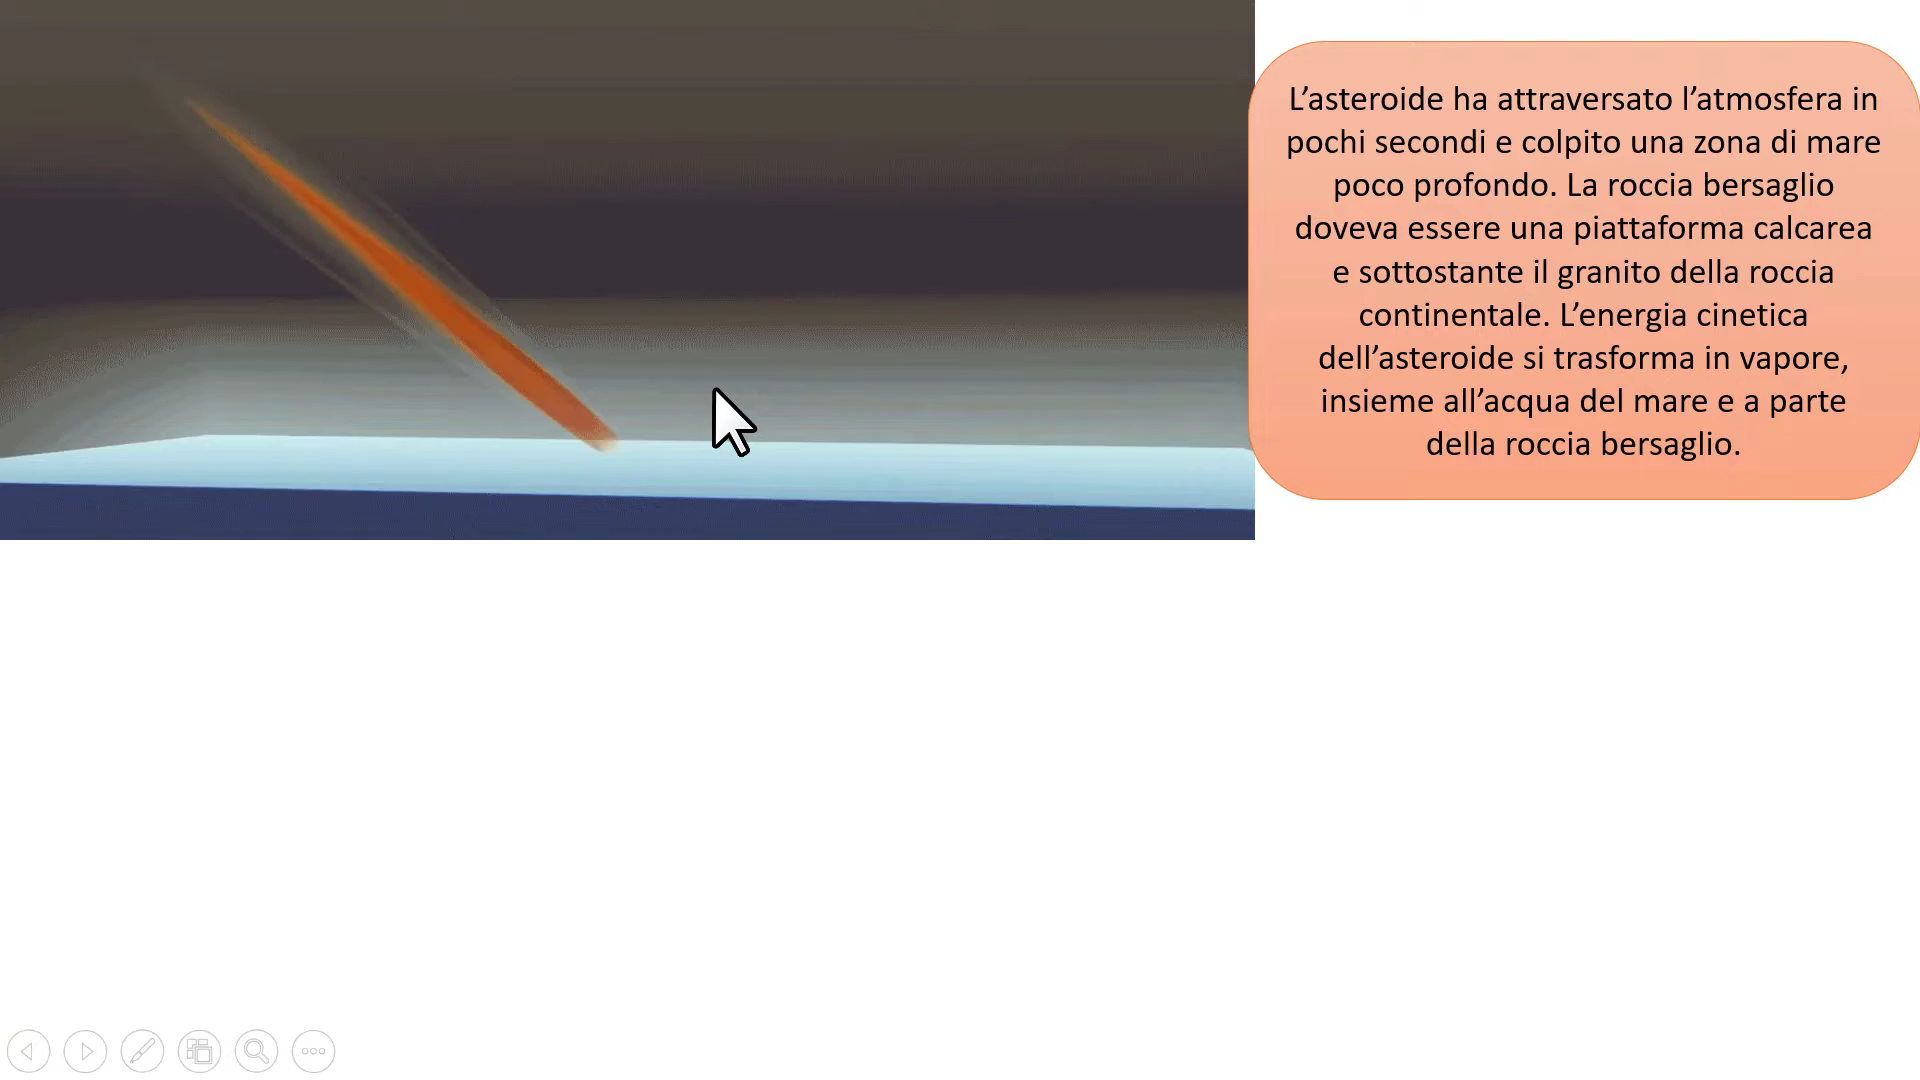 L’asteroide ha attraversato l’atmosfera in
pochi secondi e colpito una zona di mare
poco profondo. La roccia bersaglio
doveva essere una piattaforma calcarea
e sottostante il granito della roccia
continentale. L’energia cinetica
dell’asteroide si trasforma in vapore,
insieme all’acqua del mare e a parte
della roccia bersaglio.